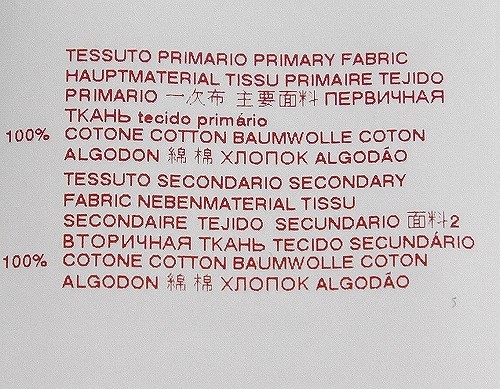 TESSUTO PRIMARIO PRIMARY FABRIC
HAUPTMATERIAL TISSU PRIMAIRE TEJIDO
PRIMARIO 一次布 主要面料 ПЕРВИЧНАЯ
ТКАНЬ tecido primário
100% COTONE COTTON BAUMWOLLE COTON
ALGODON 綿 棉 ХЛОПОК ALGODÃO
TESSUTO SECONDARIO SECONDARY
FABRIC NEBENMATERIAL TISSU
SECONDAIRE TEJIDO SECUNDARIO 面料2
ВТОРИЧНАЯ ТКАНЬ TECIDO SECUNDÁRIO
100% COTONE COTTON BAUMWOLLE COTON
ALGODON 綿 棉 ХЛОПОК ALGODÃO